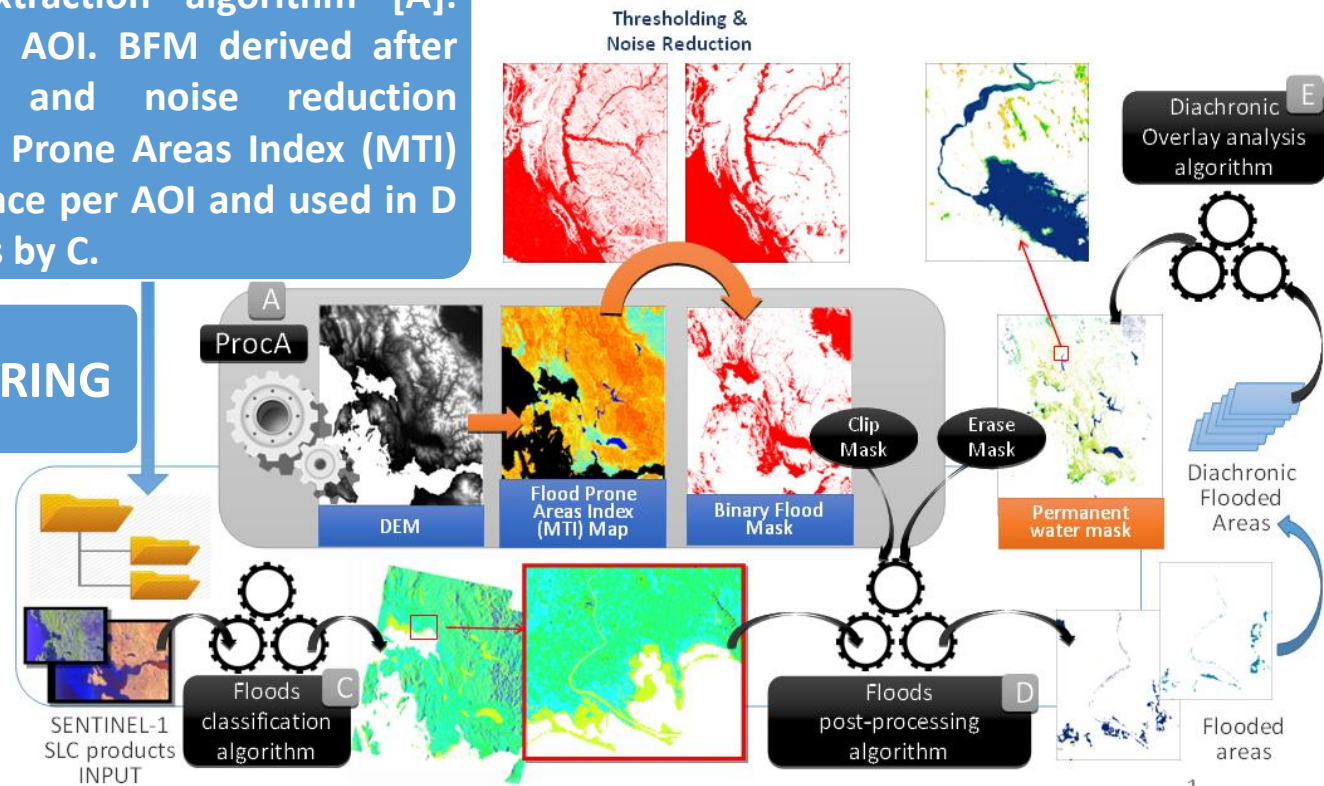 extraction algorithm [A].
AOI. BFM derived after
and noise reduction
Prone Areas Index (MTI)
per AOI and used in D
by C.
Thresholding &
Noise Reduction
E
Diachronic
Overlay analysis
algorithm
A
ProcA
RING
Clip
Mask
Erase
Mask
DEM
Flood Prone
Areas Index
(MTI) Map
Binary Flood
Mask
Permanent
water mask
Diachronic
Flooded
Areas
SENTINEL-1
SLC products
INPUT
C
Floods
classification
algorithm
D
Floods
post-processing
algorithm
Flooded
areas